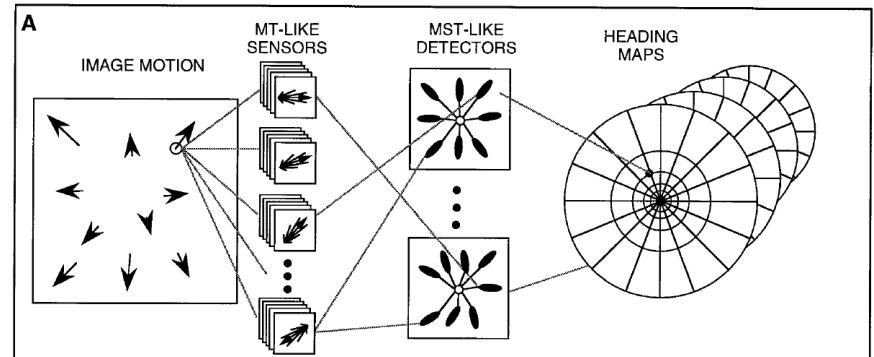 A
IMAGE MOTION
MT-LIKE
SENSORS
MST-LIKE
DETECTORS
HEADING
MAPS